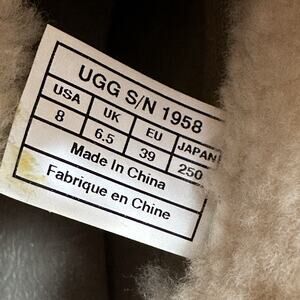 UGG S/N 1958
USA UK EU JAPAN
8 6.5 39 250
Made In China
Fabrique en Chine